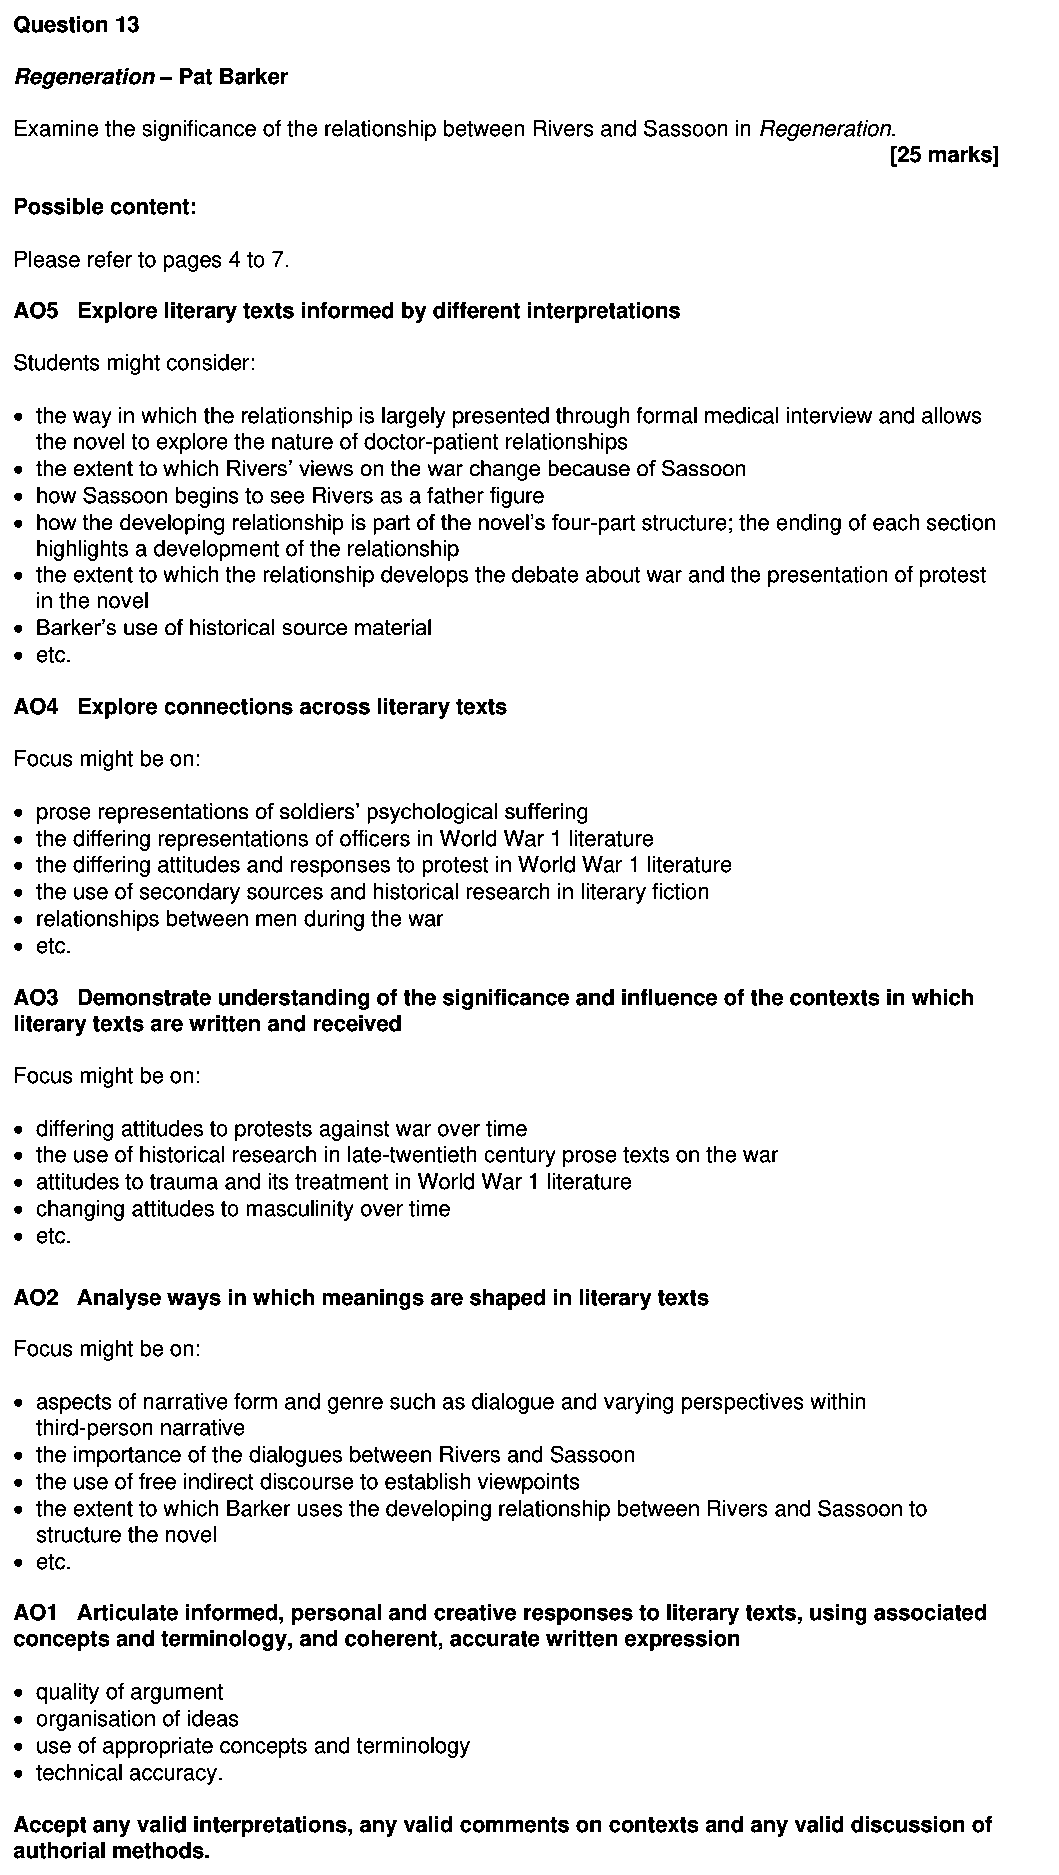 Question 13
Regeneration – Pat Barker
Examine the significance of the relationship between Rivers and Sassoon in Regeneration.
[25 marks]
Possible content:
Please refer to pages 4 to 7.
AO5 Explore literary texts informed by different interpretations
Students might consider:
• the way in which the relationship is largely presented through formal medical interview and allows
the novel to explore the nature of doctor-patient relationships
• the extent to which Rivers’ views on the war change because of Sassoon
• how Sassoon begins to see Rivers as a father figure
• how the developing relationship is part of the novel’s four-part structure; the ending of each section
highlights a development of the relationship
• the extent to which the relationship develops the debate about war and the presentation of protest
in the novel
• Barker’s use of historical source material
• etc.
AO4 Explore connections across literary texts
Focus might be on:
• prose representations of soldiers’ psychological suffering
• the differing representations of officers in World War 1 literature
• the differing attitudes and responses to protest in World War 1 literature
• the use of secondary sources and historical research in literary fiction
• relationships between men during the war
• etc.
AO3 Demonstrate understanding of the significance and influence of the contexts in which
literary texts are written and received
Focus might be on:
• differing attitudes to protests against war over time
• the use of historical research in late-twentieth century prose texts on the war
• attitudes to trauma and its treatment in World War 1 literature
• changing attitudes to masculinity over time
• etc.
AO2 Analyse ways in which meanings are shaped in literary texts
Focus might be on:
• aspects of narrative form and genre such as dialogue and varying perspectives within
third-person narrative
• the importance of the dialogues between Rivers and Sassoon
• the use of free indirect discourse to establish viewpoints
• the extent to which Barker uses the developing relationship between Rivers and Sassoon to
structure the novel
• etc.
AO1 Articulate informed, personal and creative responses to literary texts, using associated
concepts and terminology, and coherent, accurate written expression
• quality of argument
• organisation of ideas
• use of appropriate concepts and terminology
• technical accuracy.
Accept any valid interpretations, any valid comments on contexts and any valid discussion of
authorial methods.